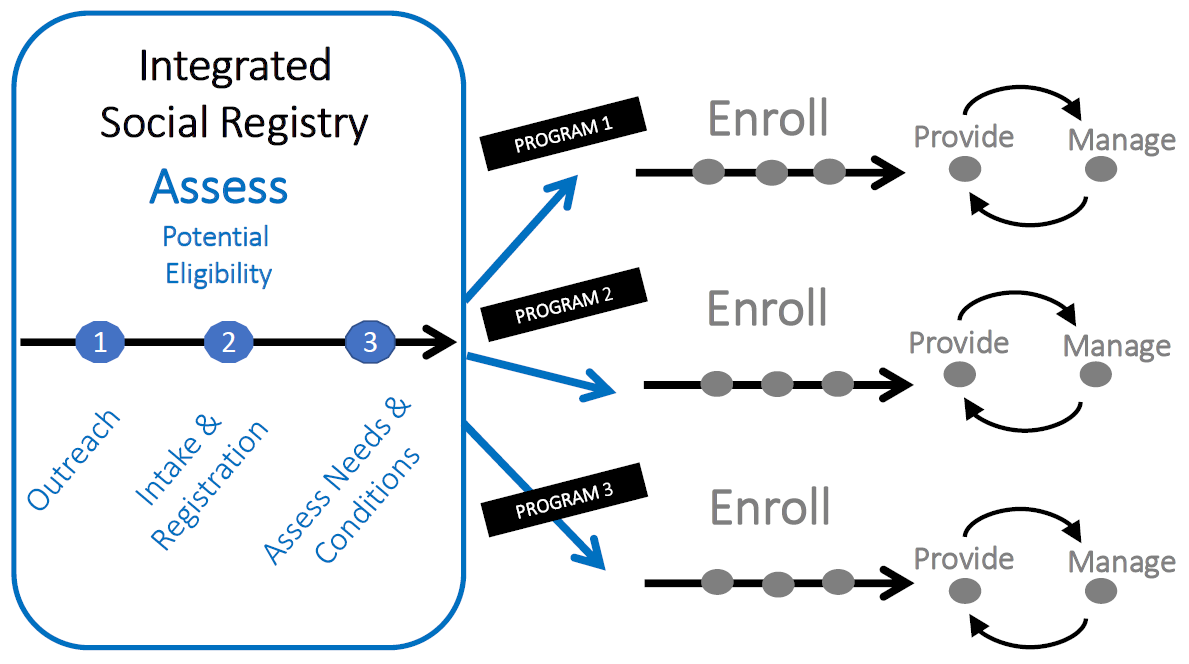 Integrated
Social Registry
Assess
Potential
Eligibility
1
2
3
Outreach
Intake &
Registration
Assess Needs &
Conditions
PROGRAM 1
Enroll
Provide
Manage
PROGRAM 2
Enroll
Provide
Manage
PROGRAM 3
Enroll
Provide
Manage